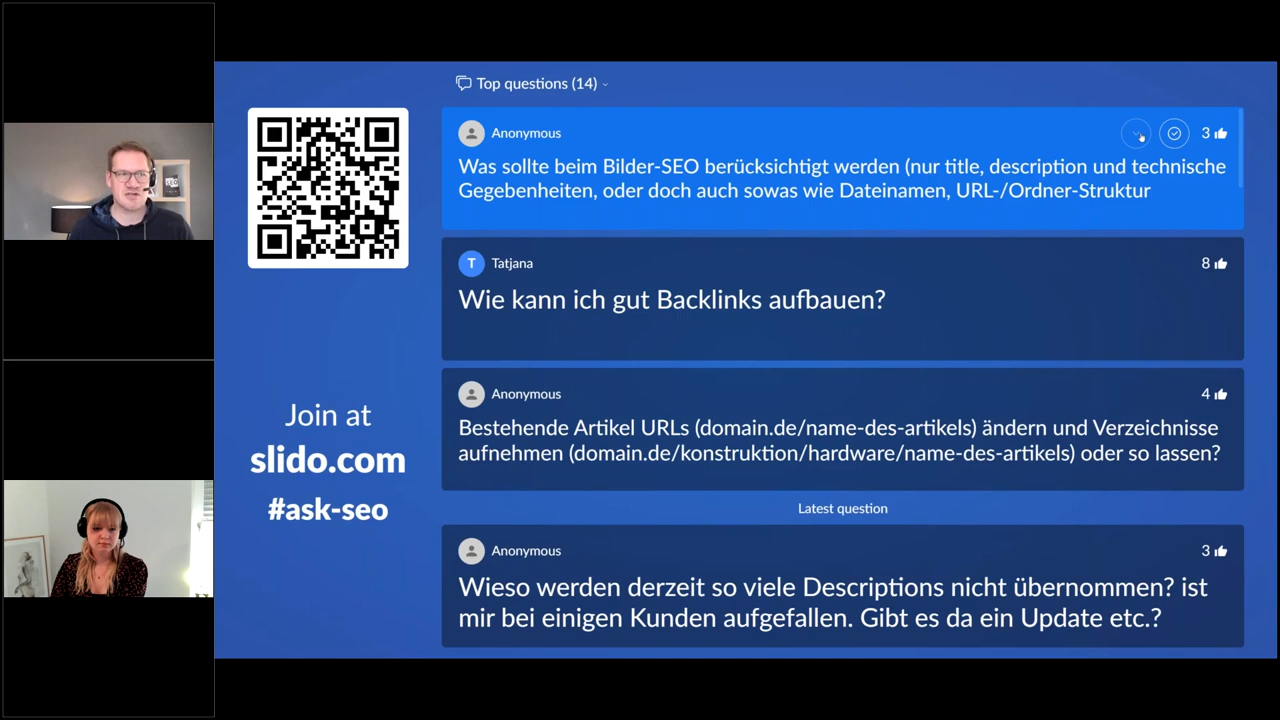 Top questions (14)
Anonymous
3
Was sollte beim Bilder-SEO berücksichtigt werden (nur title, description und technische
Gegebenheiten, oder doch auch sowas wie Dateinamen, URL-/Ordner-Struktur
T
Tatjana
8
Wie kann ich gut Backlinks aufbauen?
Anonymous
4
Bestehende Artikel URLs (domain.de/name-des-artikels) ändern und Verzeichnisse
aufnehmen (domain.de/konstruktion/hardware/name-des-artikels) oder so lassen?
Latest question
Anonymous
3
Wieso werden derzeit so viele Descriptions nicht übernommen? ist
mir bei einigen Kunden aufgefallen. Gibt es da ein Update etc.?
Join at
slido.com
#ask-seo